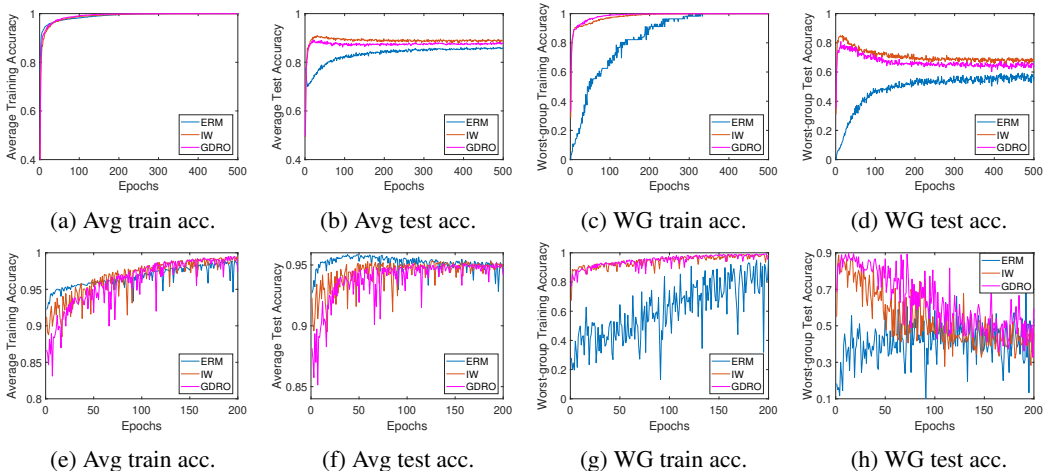 Average Training Accuracy
1
0.8
0.6
0.4
0 100 200 300 400 500
Epochs
ERM
IW
GDRO
(a) Avg train acc.
Average Test Accuracy
1
0.8
0.6
0.4
0 100 200 300 400 500
Epochs
ERM
IW
GDRO
(b) Avg test acc.
Worst-group Training Accuracy
1
0.8
0.6
0.4
0.2
0
0 100 200 300 400 500
Epochs
ERM
IW
GDRO
(c) WG train acc.
Worst-group Test Accuracy
1
0.8
0.6
0.4
0.2
0
0 100 200 300 400 500
Epochs
ERM
IW
GDRO
(d) WG test acc.
Average Training Accuracy
1
0.95
0.9
0.85
0.8
0 50 100 150 200
Epochs
ERM
IW
GDRO
(e) Avg train acc.
Average Test Accuracy
0.95
0.9
0.85
0 50 100 150 200
Epochs
ERM
IW
GDRO
(f) Avg test acc.
Worst-group Training Accuracy
1
0.8
0.6
0.4
0.2
0
0 50 100 150 200
Epochs
ERM
IW
GDRO
(g) WG train acc.
Worst-group Test Accuracy
0.9
0.7
0.5
0.3
0.1
0 50 100 150 200
Epochs
ERM
IW
GDRO
(h) WG test acc.